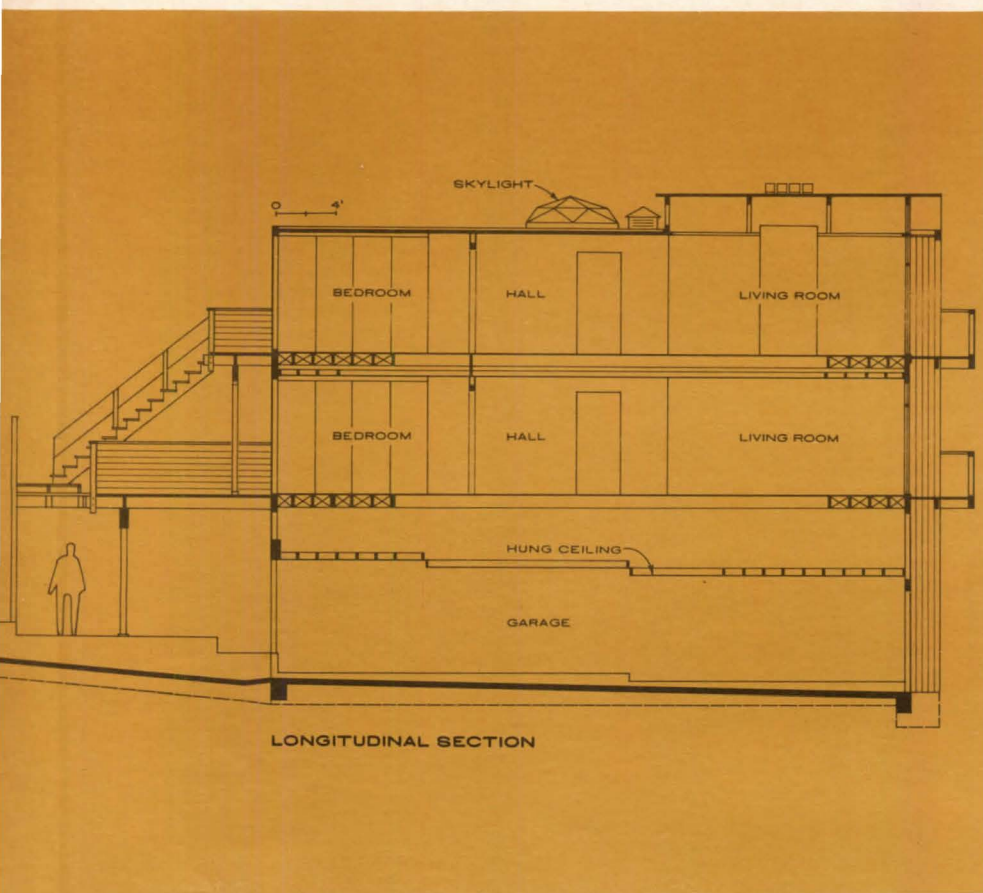 SKYLIGHT
0 4'
BEDROOM HALL LIVING ROOM
BEDROOM HALL LIVING ROOM
HUNG CEILING
GARAGE
LONGITUDINAL SECTION